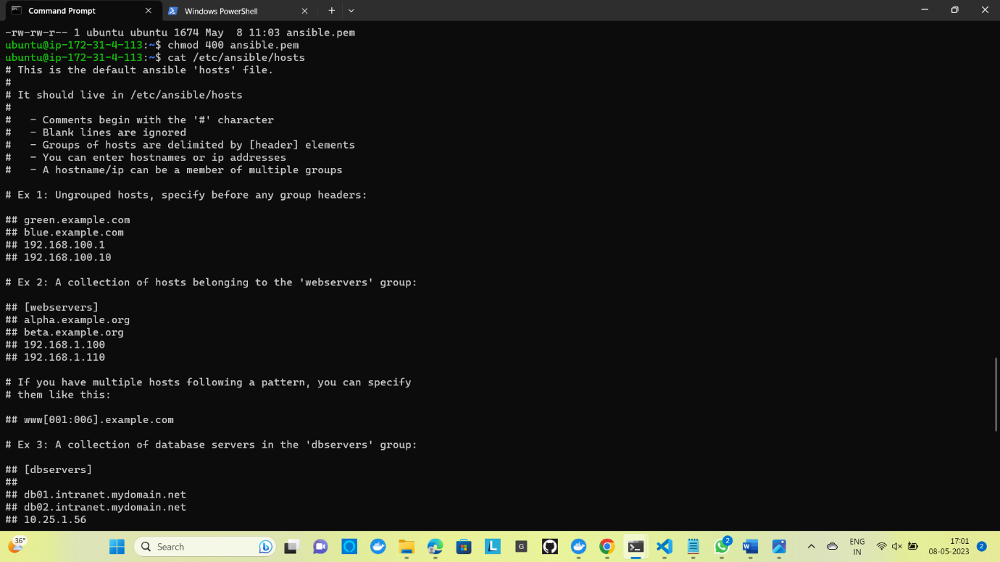 Command Prompt
Windows PowerShell
-rw-rw-r-- 1 ubuntu ubuntu 1674 May  8 11:03 ansible.pem
ubuntu@ip-172-31-4-113:~$ chmod 400 ansible.pem
ubuntu@ip-172-31-4-113:~$ cat /etc/ansible/hosts
# This is the default ansible 'hosts' file.
#
# It should live in /etc/ansible/hosts
#
#   - Comments begin with the '#' character
#   - Blank lines are ignored
#   - Groups of hosts are delimited by [header] elements
#   - You can enter hostnames or ip addresses
#   - A hostname/ip can be a member of multiple groups
# Ex 1: Ungrouped hosts, specify before any group headers:
## green.example.com
## blue.example.com
## 192.168.100.1
## 192.168.100.10
# Ex 2: A collection of hosts belonging to the 'webservers' group:
## [webservers]
## alpha.example.org
## beta.example.org
## 192.168.1.100
## 192.168.1.110
# If you have multiple hosts following a pattern, you can specify
# them like this:
## www[001:006].example.com
# Ex 3: A collection of database servers in the 'dbservers' group:
## [dbservers]
##
## db01.intranet.mydomain.net
## db02.intranet.mydomain.net
## 10.25.1.56
36°
Search
L
G
2
W
ENG
IN
17:01
08-05-2023
2